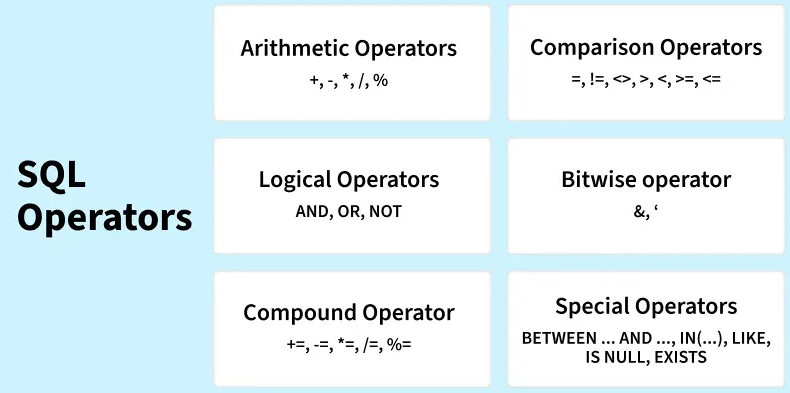 SQL
Operators
Arithmetic Operators
+, -, *, /, %
Comparison Operators
=, !=, <>, >, <, >=, <=
Logical Operators
AND, OR, NOT
Bitwise operator
&, ‘
Compound Operator
+=, -=, *=, /=, %=
Special Operators
BETWEEN ... AND ..., IN(...), LIKE,
IS NULL, EXISTS